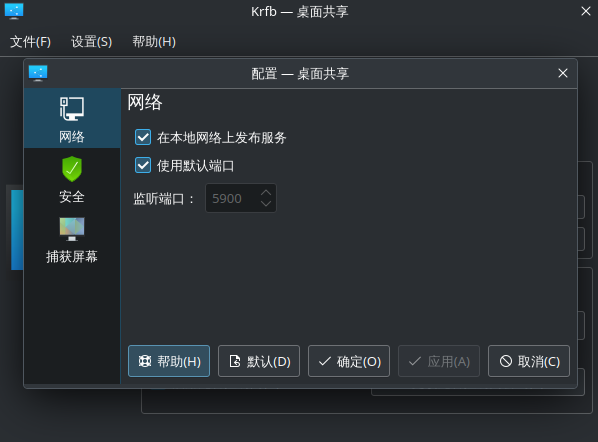 Krfb — 桌面共享
文件(F) 设置(S) 帮助(H)
配置 — 桌面共享
网络
安全
捕获屏幕
网络
在本地网络上发布服务
使用默认端口
监听端口： 5900
帮助(H) 默认(D) 确定(O) 应用(A) 取消(C)